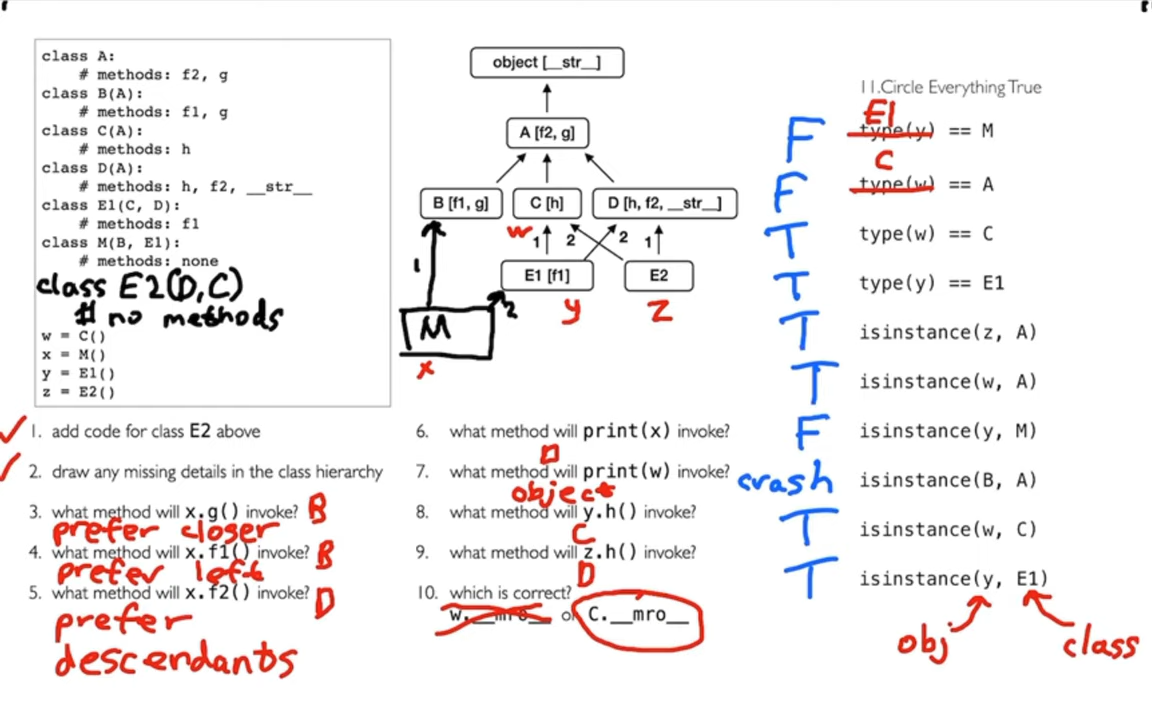 class A:
# methods: f2, g
class B(A):
# methods: f1, g
class C(A):
# methods: h
class D(A):
# methods: h, f2, __str__
class E1(C, D):
# methods: f1
class M(B, E1):
# methods: none
class E2(D,C)
# no methods
w = C()
x = M()
y = E1()
z = E2()
object [__str__]
A [f2, g]
B [f1, g]
C [h]
D [h, f2, __str__]
w
1
2
2
1
1
E1 [f1]
E2
2
y
z
M
x
1. add code for class E2 above
2. draw any missing details in the class hierarchy
3. what method will x.g() invoke? B
prefer closer
4. what method will x.f1() invoke? B
prefer left
5. what method will x.f2() invoke? D
prefer
descendants
6. what method will print(x) invoke?
D
7. what method will print(w) invoke?
object
8. what method will y.h() invoke?
C
9. what method will z.h() invoke?
D
10. which is correct?
w.__mro__ or C.__mro__
11.Circle Everything True
E1
F type(y) == M
C
F type(w) == A
T type(w) == C
T type(y) == E1
T isinstance(z, A)
T isinstance(w, A)
F isinstance(y, M)
crash isinstance(B, A)
T isinstance(w, C)
T isinstance(y, E1)
obj
class